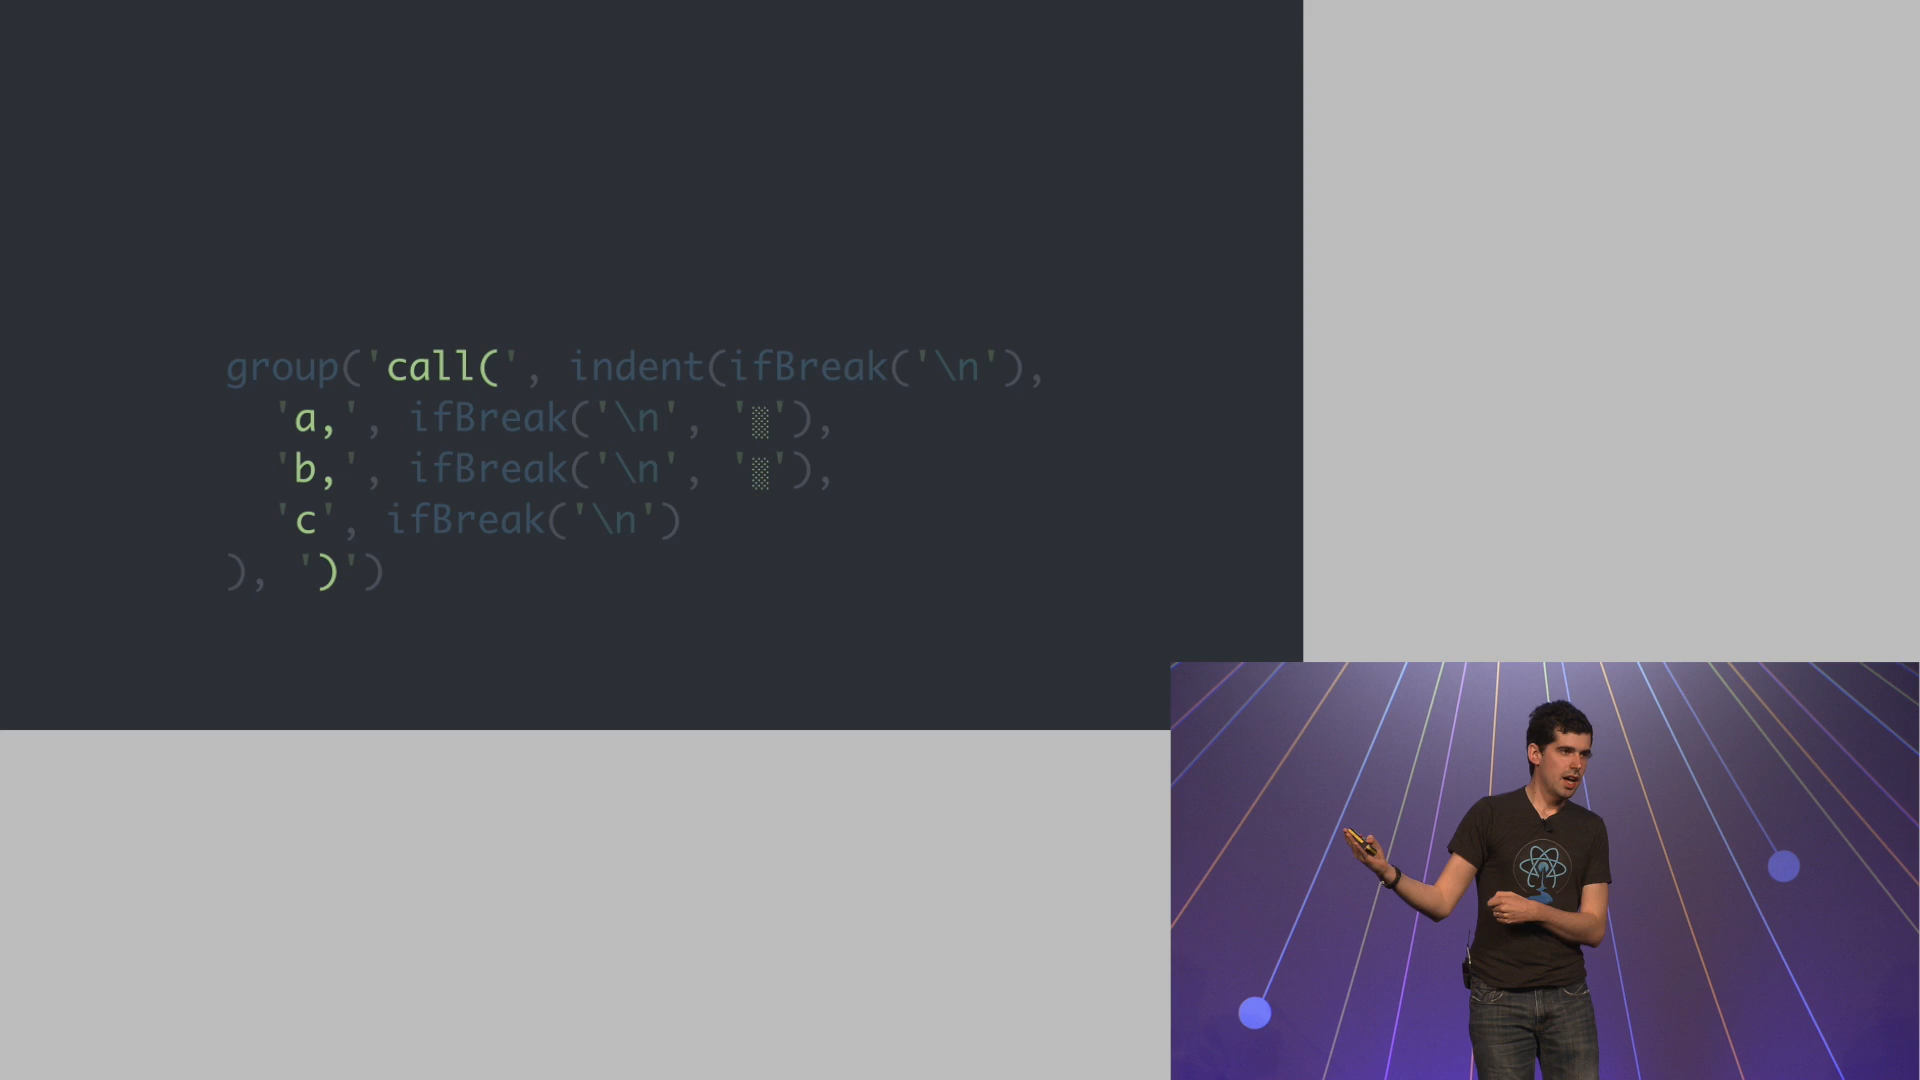 group('call(', indent(ifBreak('\n'),
'a,', ifBreak('\n', '▒'),
'b,', ifBreak('\n', '▒'),
'c', ifBreak('\n')
), ')')